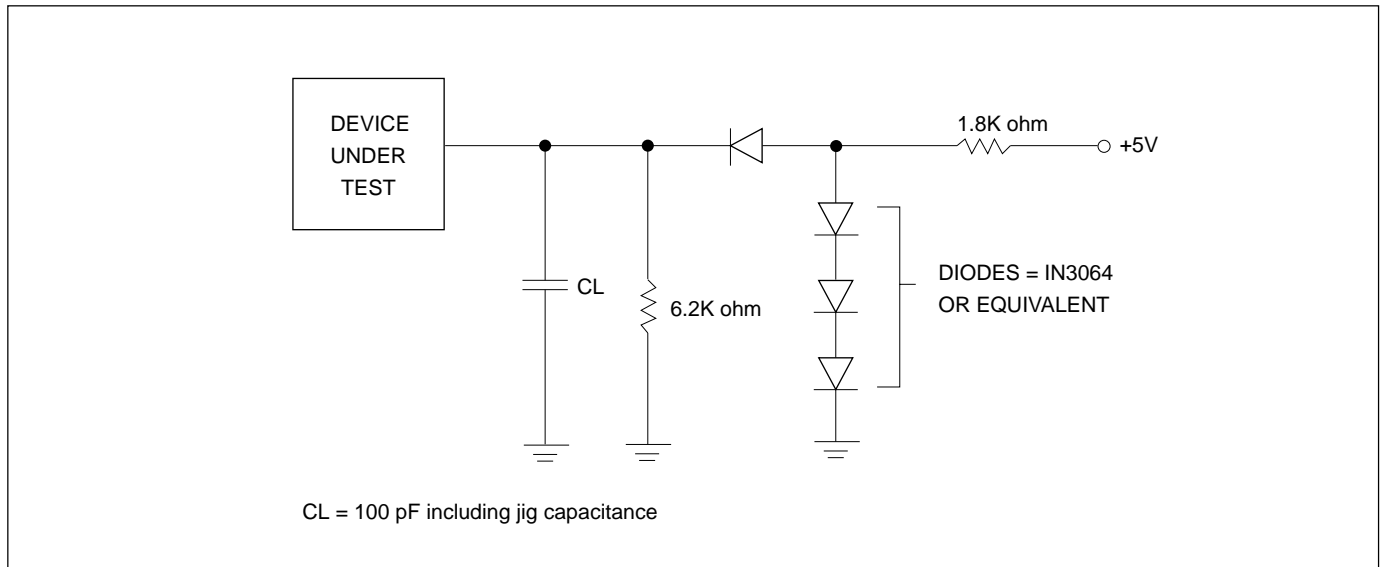 DEVICE
UNDER
TEST
1.8K ohm
+5V
CL
6.2K ohm
DIODES = IN3064
OR EQUIVALENT
CL = 100 pF including jig capacitance